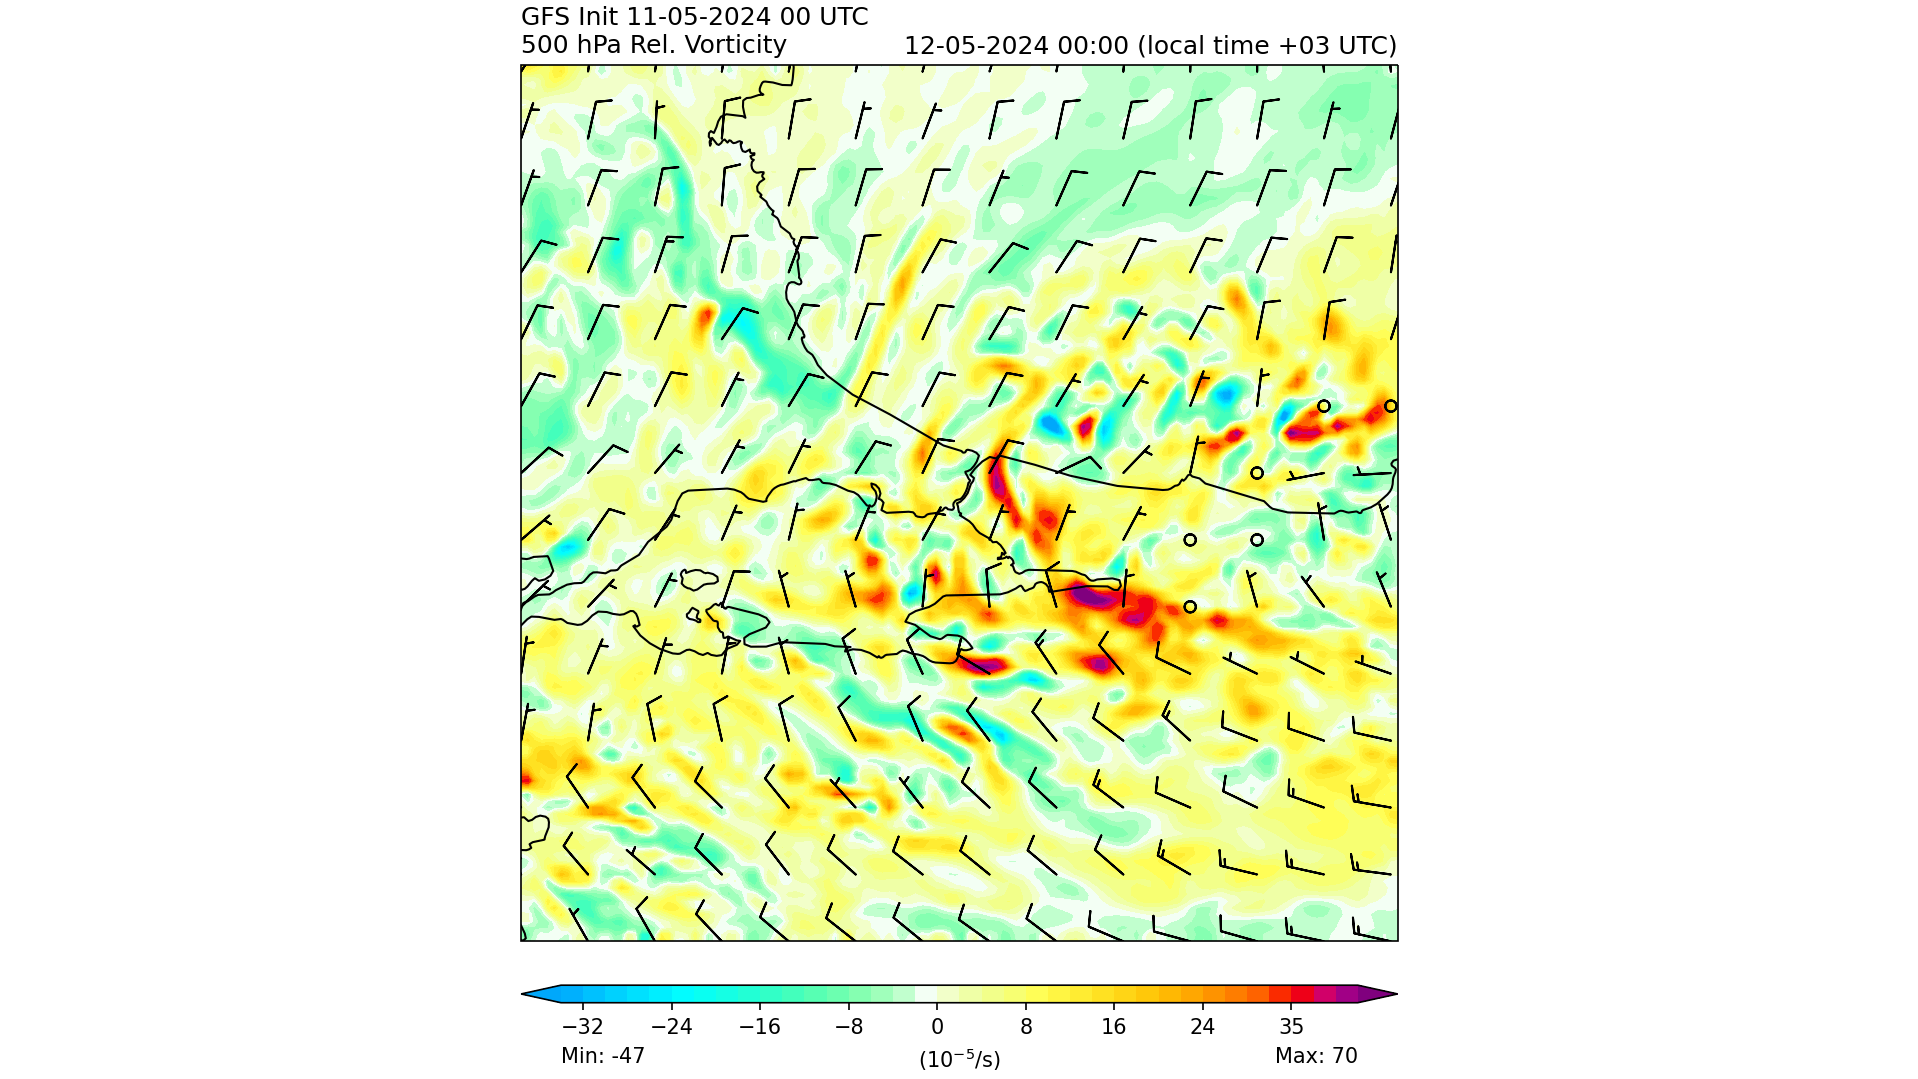 GFS Init 11-05-2024 00 UTC
500 hPa Rel. Vorticity
12-05-2024 00:00 (local time +03 UTC)
−32 −24 −16 −8 0 8 16 24 35
Min: -47
(10⁻⁵/s)
Max: 70